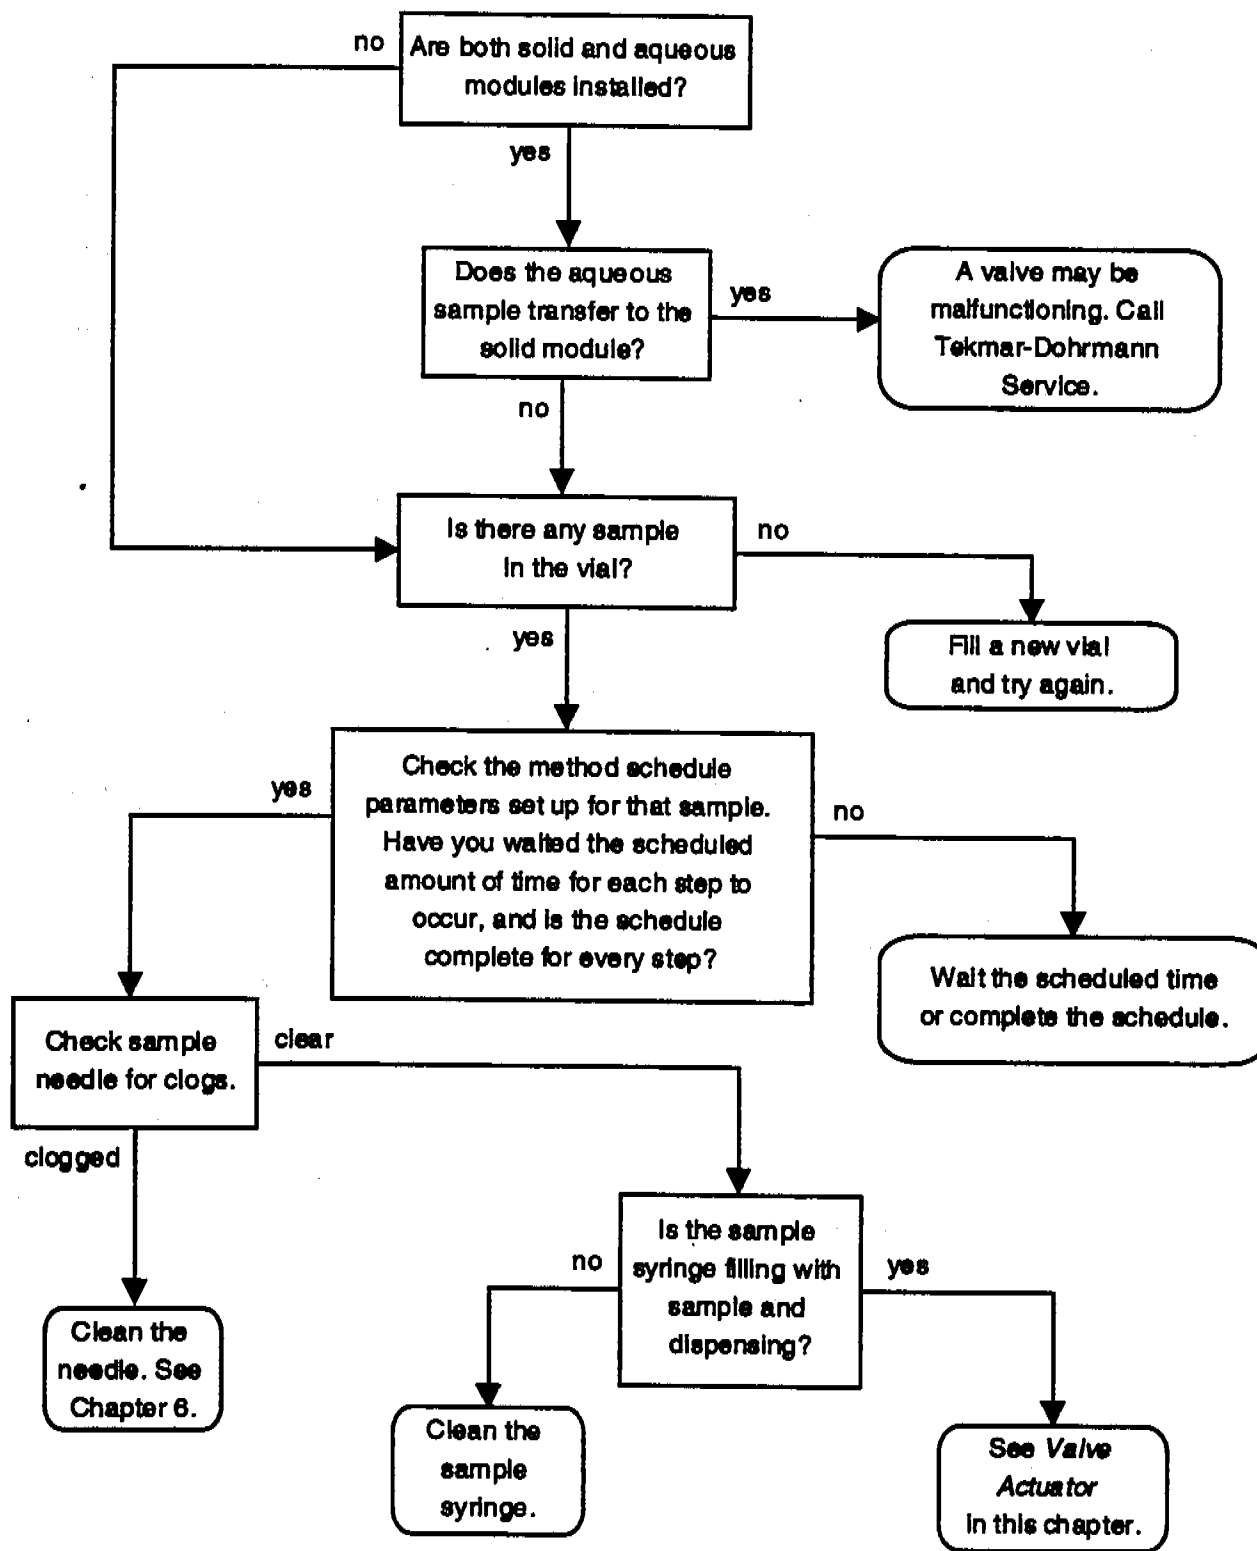 no
Are both solid and aqueous
modules installed?
yes
Does the aqueous
sample transfer to the
solid module?
yes
A valve may be
malfunctioning. Call
Tekmar-Dohrmann
Service.
no
Is there any sample
in the vial?
no
Fill a new vial
and try again.
yes
Check the method schedule
parameters set up for that sample.
Have you waited the scheduled
amount of time for each step to
occur, and is the schedule
complete for every step?
yes
no
Wait the scheduled time
or complete the schedule.
Check sample
needle for clogs.
clear
clogged
Clean the
needle. See
Chapter 6.
Is the sample
syringe filling with
sample and
dispensing?
no
yes
Clean the
sample
syringe.
See Valve
Actuator
in this chapter.